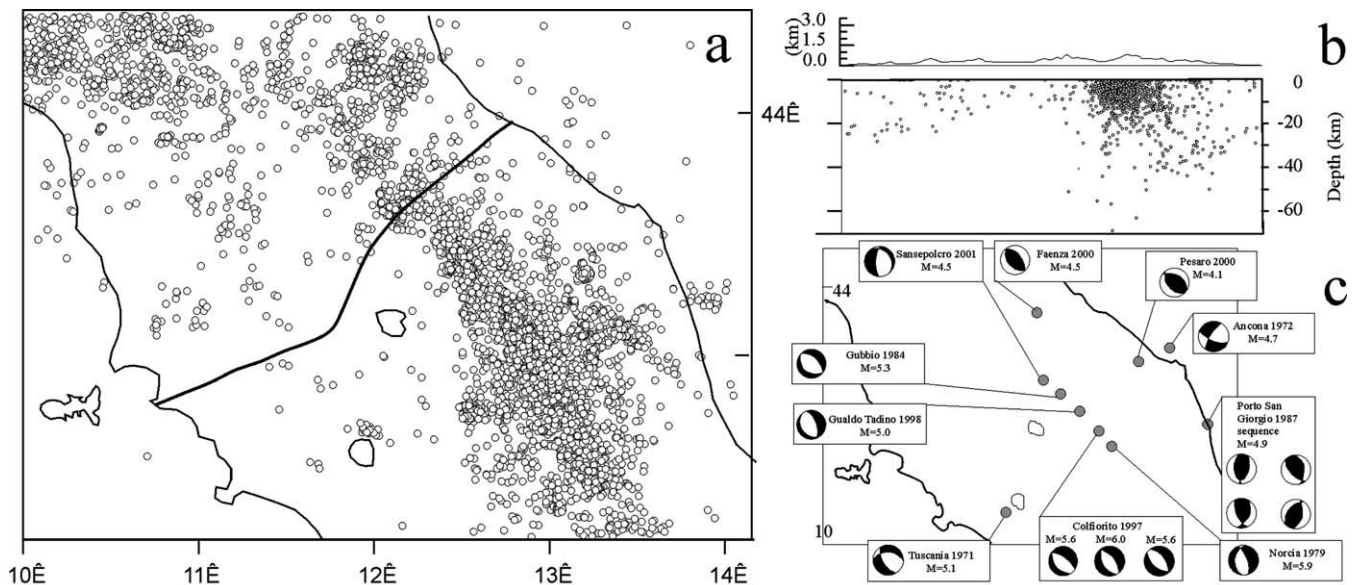 a
10Ê
11Ê
12Ê
13Ê
14Ê
44Ê
b
3.0
1.5
0.0
(km)
0
-20
-40
-60
Depth (km)
c
44
10
Sansepolcro 2001
M=4.5
Faenza 2000
M=4.5
Pesaro 2000
M=4.1
Ancona 1972
M=4.7
Gubbio 1984
M=5.3
Gualdo Tadino 1998
M=5.0
Porto San
Giorgio 1987
sequence
M=4.9
Tuscania 1971
M=5.1
Colfiorito 1997
M=5.6 M=6.0 M=5.6
Norcia 1979
M=5.9